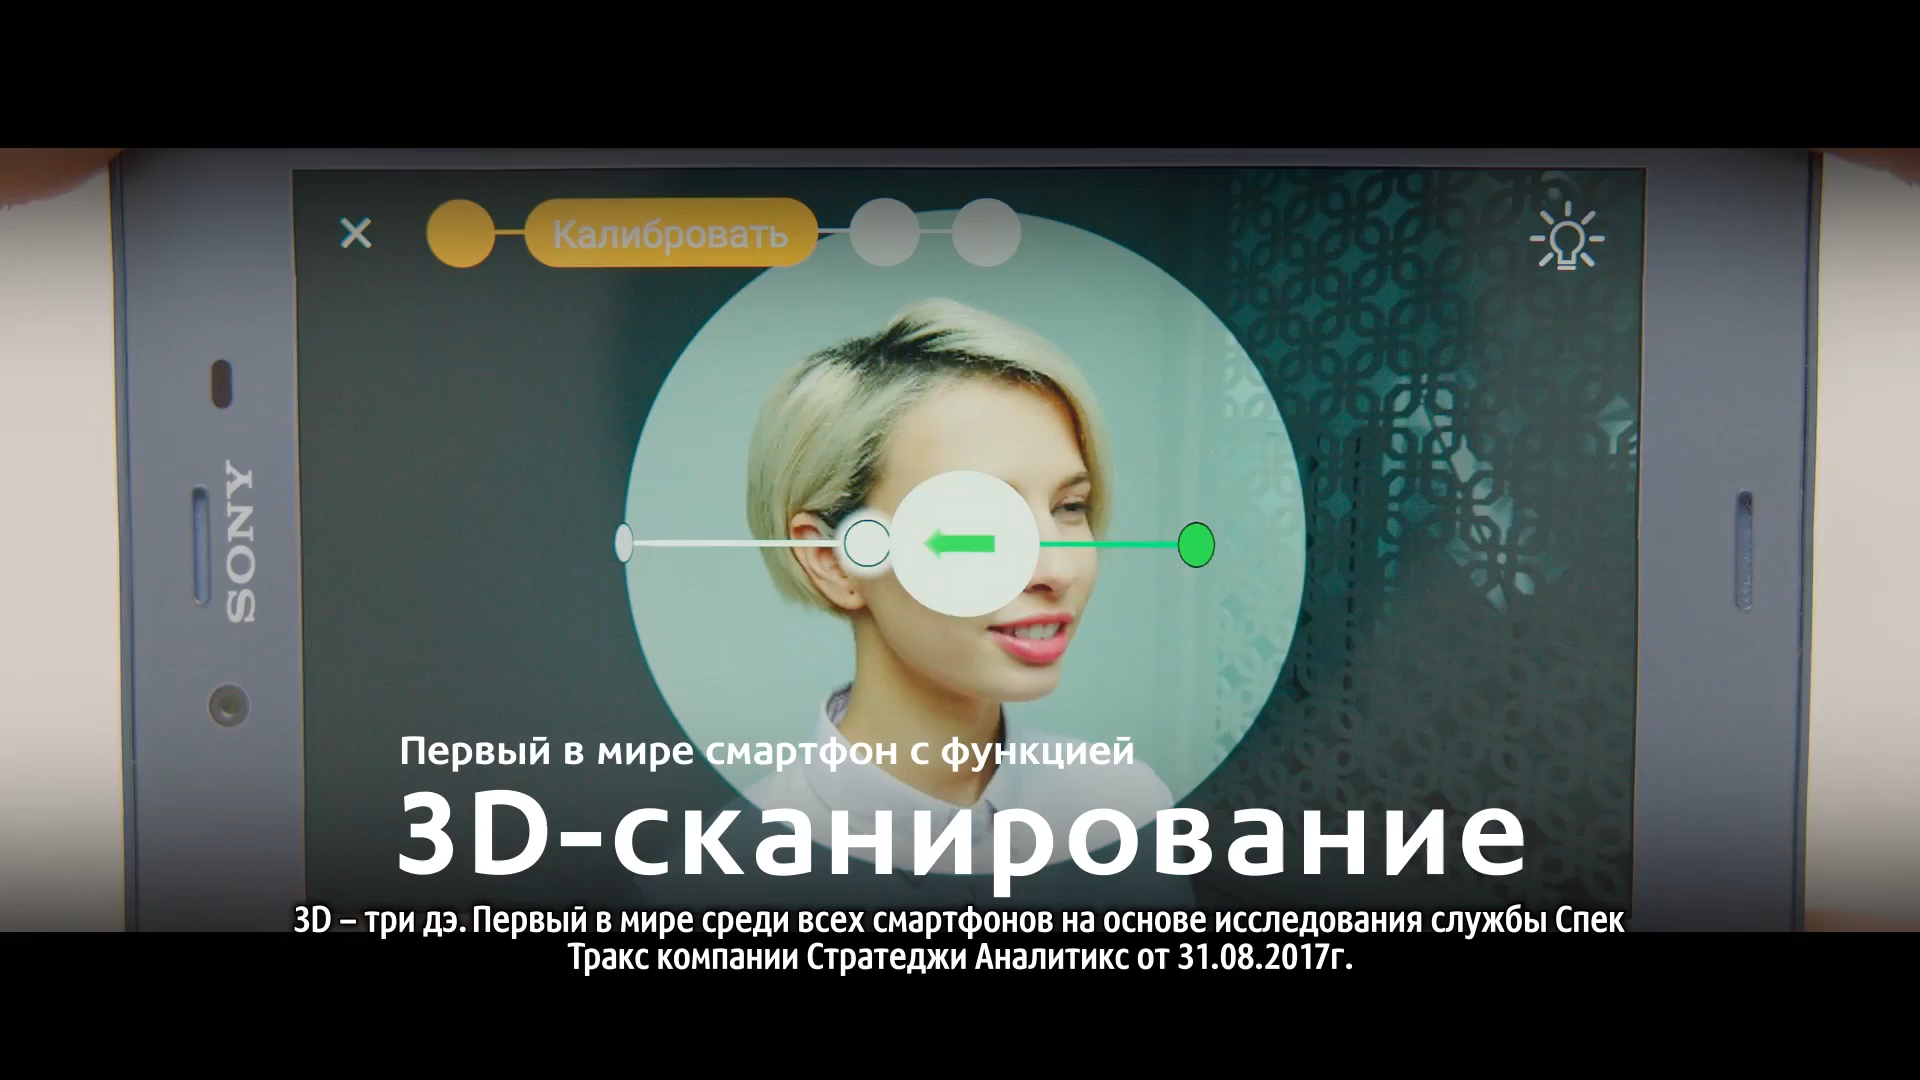 Калибровать
SONY
Первый в мире смартфон с функцией
3D-сканирование
3D – три дэ. Первый в мире среди всех смартфонов на основе исследования службы Спек
Тракс компании Стратеджи Аналитикс от 31.08.2017г.